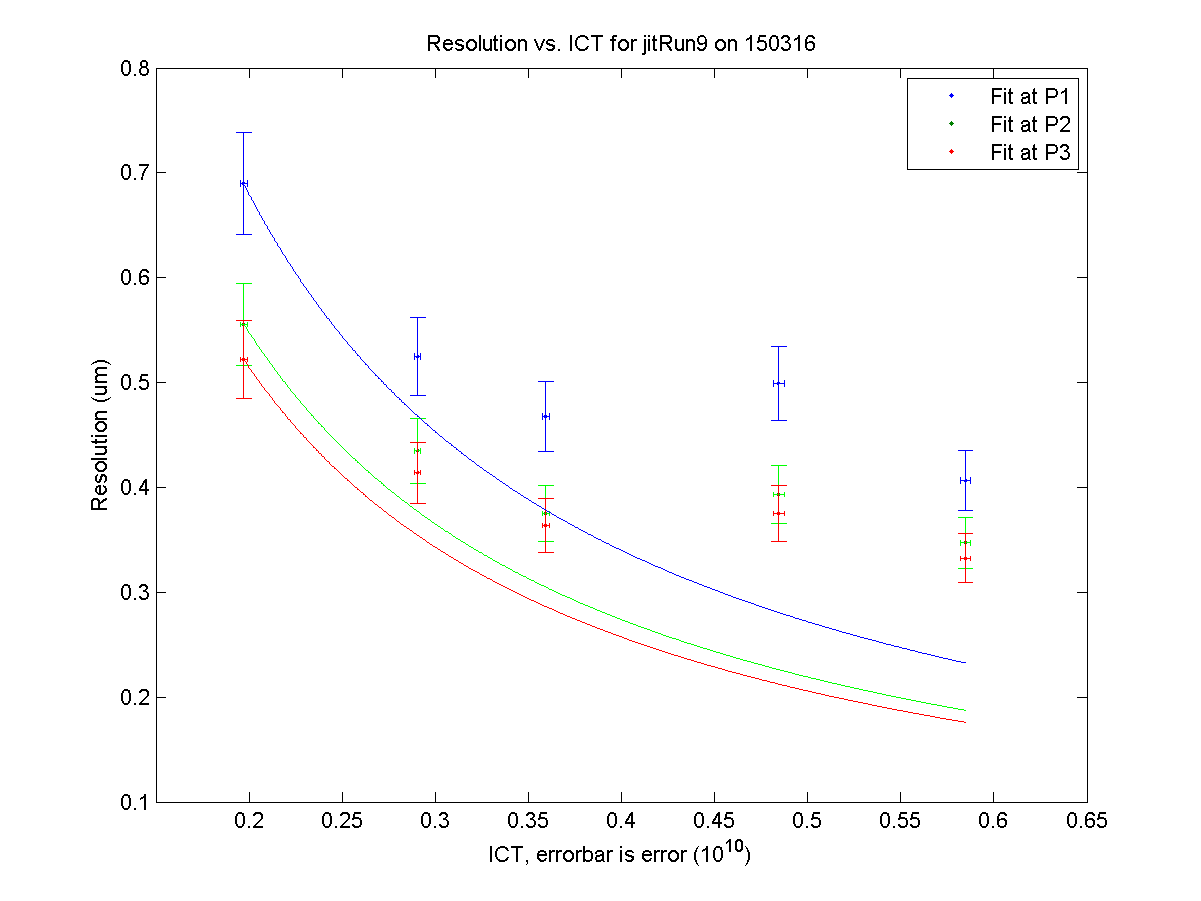 Resolution vs. ICT for jitRun9 on 150316
0.8
0.7
0.6
0.5
0.4
0.3
0.2
0.1
Resolution (um)
Fit at P1
Fit at P2
Fit at P3
0.2 0.25 0.3 0.35 0.4 0.45 0.5 0.55 0.6 0.65
ICT, errorbar is error (10^10)